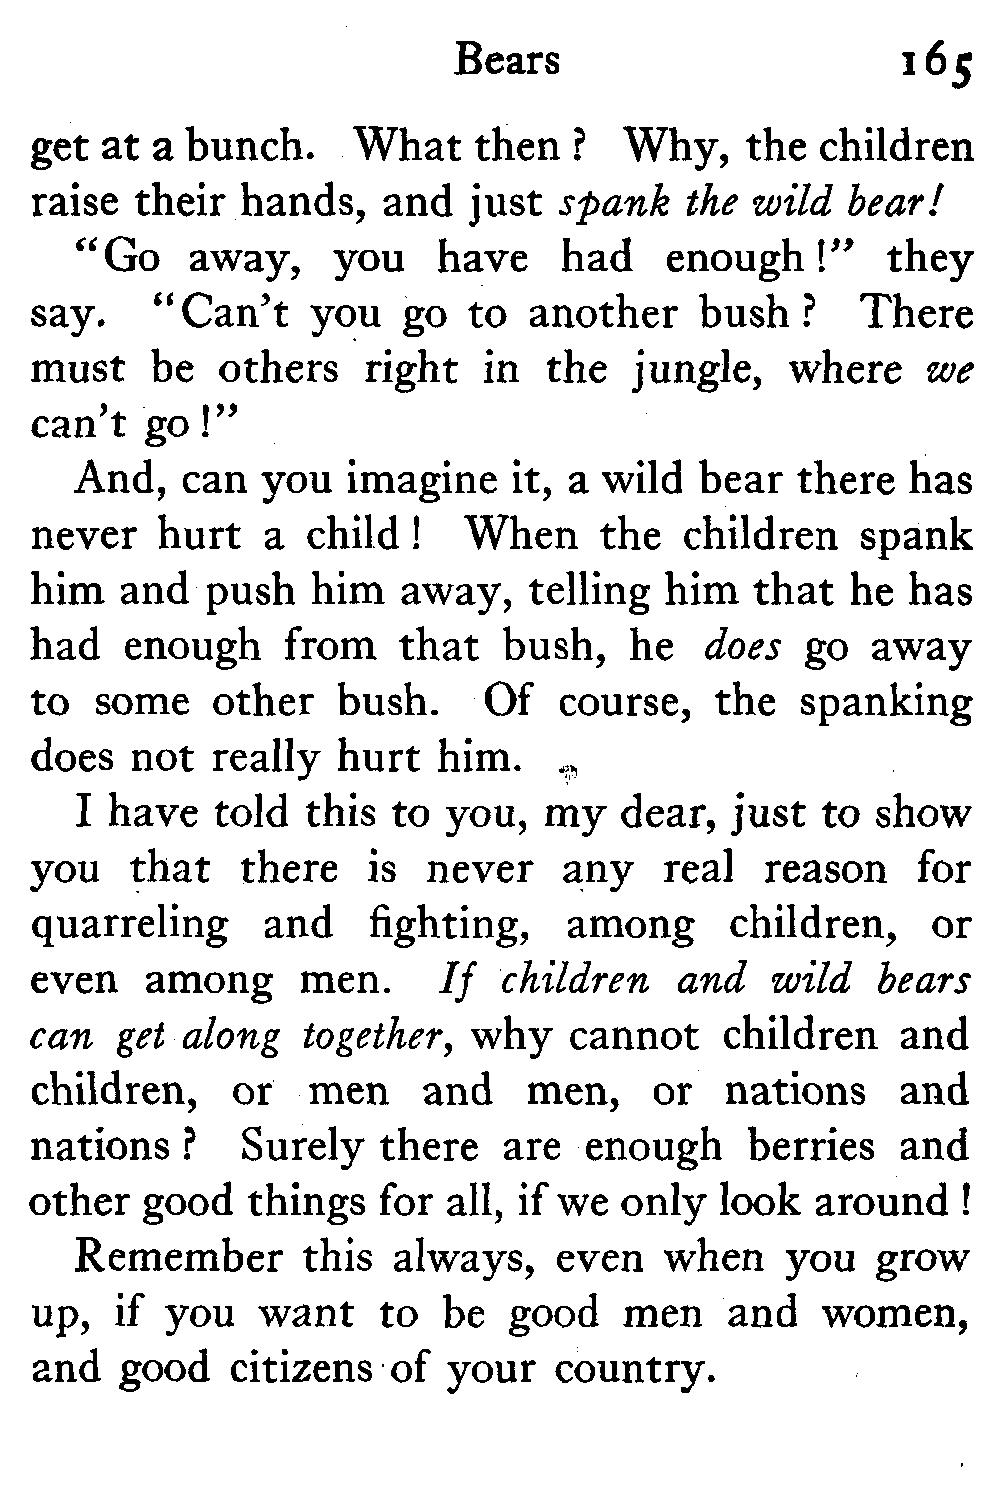 Bears 165
get at a bunch. What then ? Why, the children
raise their hands, and just spank the wild bear!
“Go away, you have had enough !” they
say. “Can’t you go to another bush ? There
must be others right in the jungle, where we
can’t go !”
And, can you imagine it, a wild bear there has
never hurt a child ! When the children spank
him and push him away, telling him that he has
had enough from that bush, he does go away
to some other bush. Of course, the spanking
does not really hurt him.
I have told this to you, my dear, just to show
you that there is never any real reason for
quarreling and fighting, among children, or
even among men. If children and wild bears
can get along together, why cannot children and
children, or men and men, or nations and
nations ? Surely there are enough berries and
other good things for all, if we only look around !
Remember this always, even when you grow
up, if you want to be good men and women,
and good citizens of your country.